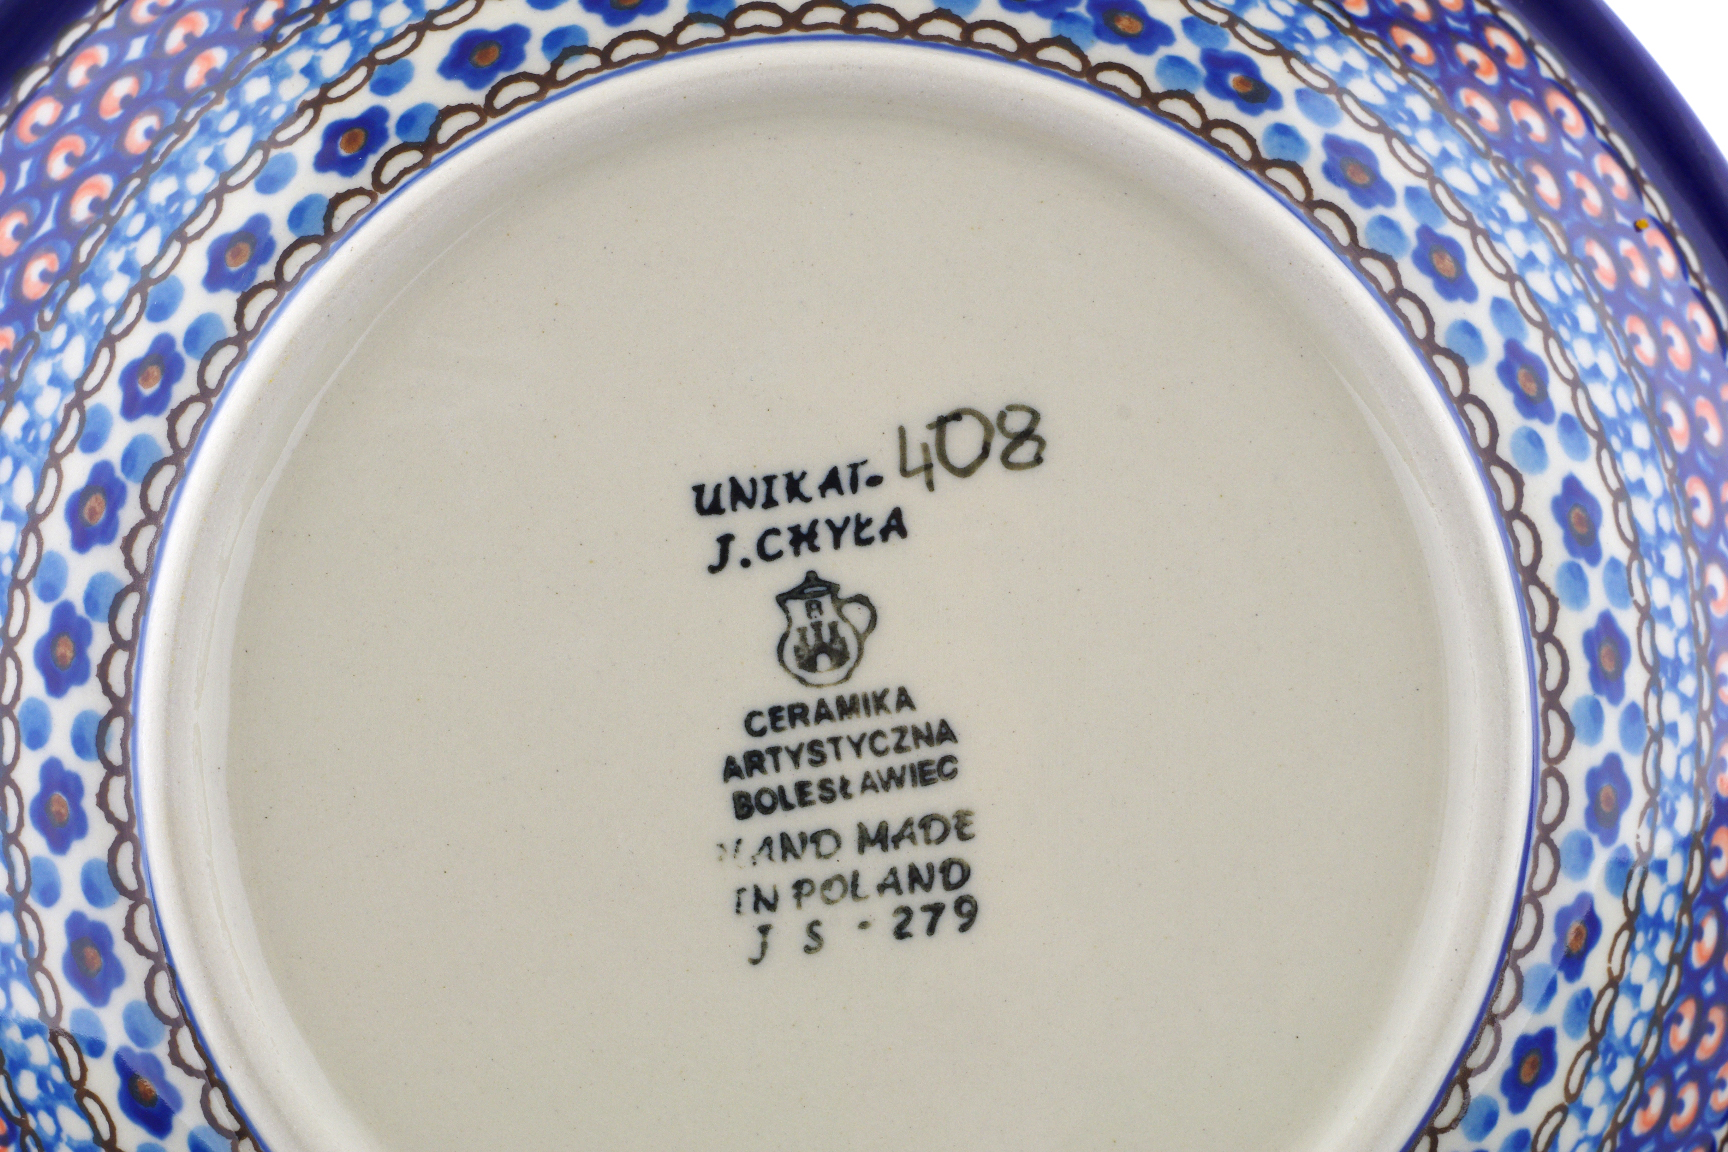 UNIKAT-408
J.CHYŁA
CERAMIKA
ARTYSTYCZNA
BOLESŁAWIEC
HAND MADE
IN POLAND
J S - 279